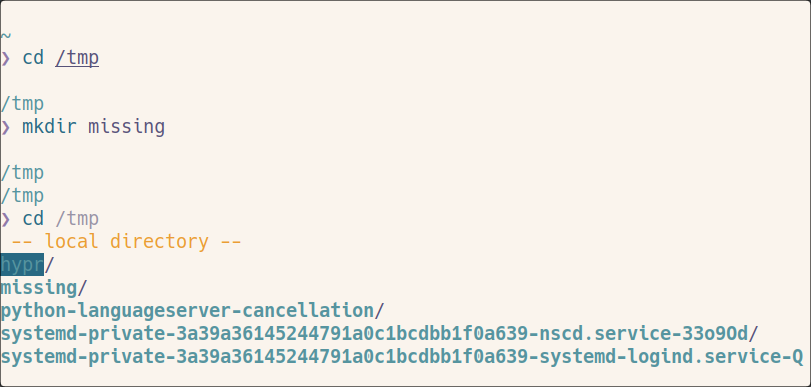 ~
❯ cd /tmp
/tmp
❯ mkdir missing
/tmp
/tmp
❯ cd /tmp
-- local directory --
hypr/
missing/
python-languageserver-cancellation/
systemd-private-3a39a36145244791a0c1bcdbb1f0a639-nscd.service-33o9Od/
systemd-private-3a39a36145244791a0c1bcdbb1f0a639-systemd-logind.service-Q